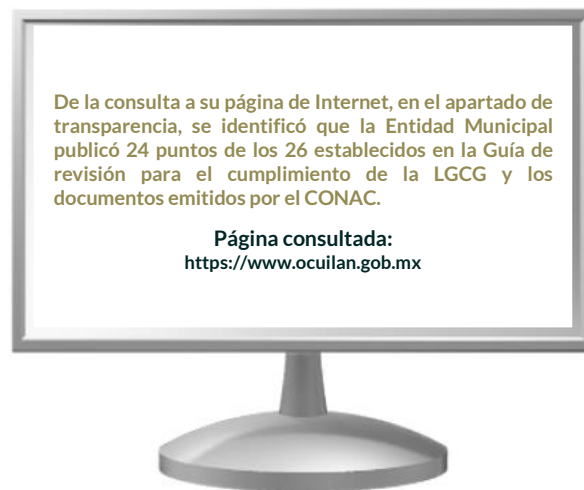 De la consulta a su página de Internet, en el apartado de
transparencia, se identificó que la Entidad Municipal
publicó 24 puntos de los 26 establecidos en la Guía de
revisión para el cumplimiento de la LGCG y los
documentos emitidos por el CONAC.
Página consultada:
https://www.ocuilan.gob.mx